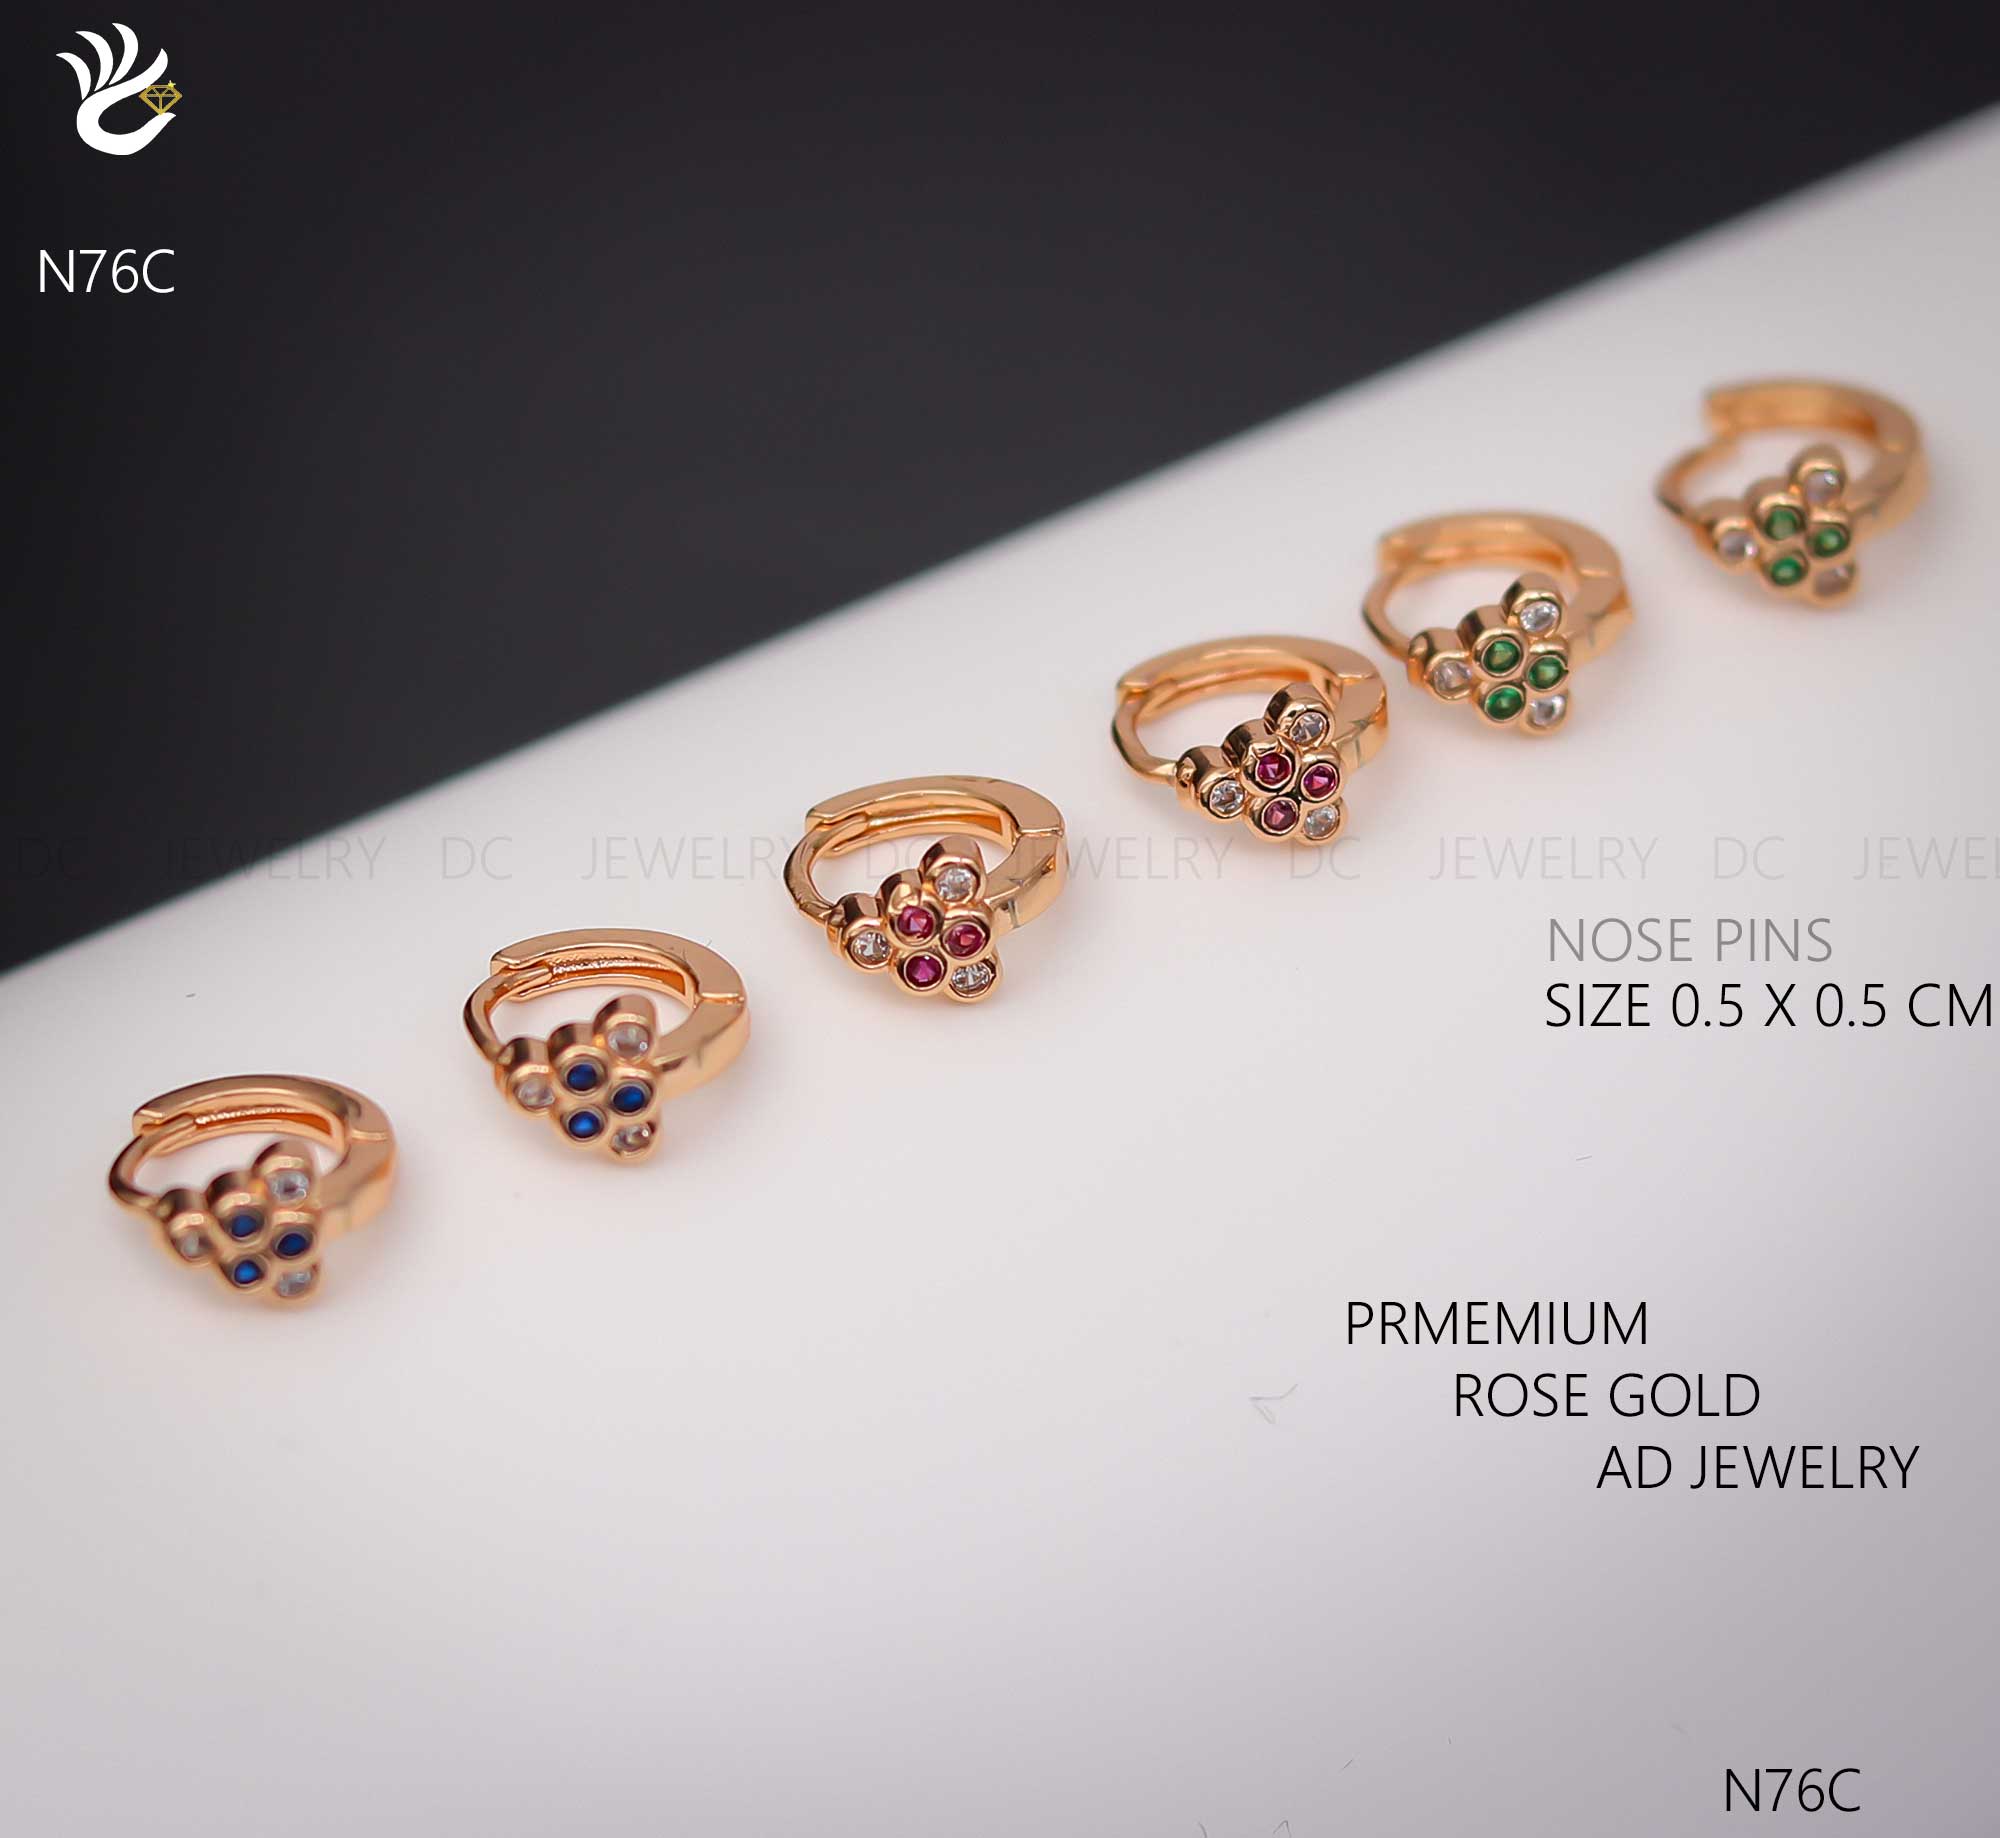 N76C
DC JEWELRY DC JEWELRY DC JEWELRY DC JEWELRY DC JEWEL
NOSE PINS
SIZE 0.5 X 0.5 CM
PRMEMIUM
ROSE GOLD
AD JEWELRY
N76C